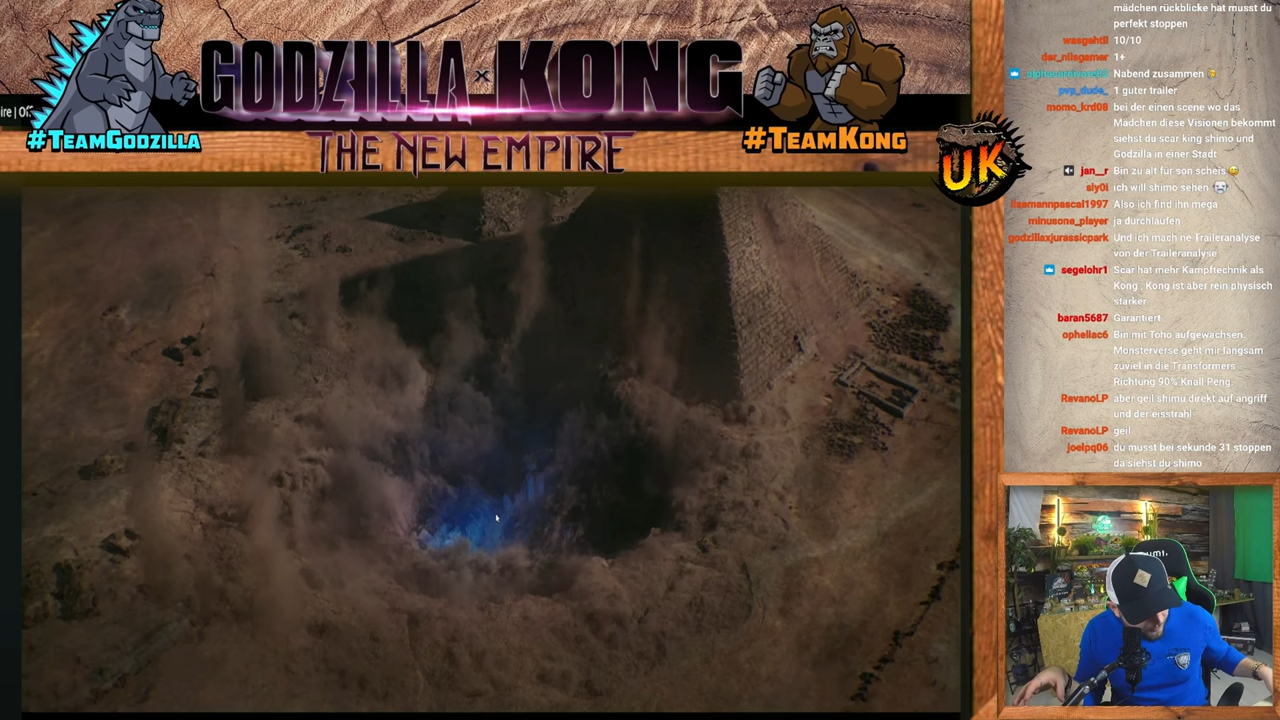 GODZILLA x KONG
THE NEW EMPIRE
ire | Off
#TEAMGODZILLA
#TEAMKONG
UK
mädchen rückblicke hat musst du
perfekt stoppen
wasgehtii 10/10
dar_nilsgamer 1+
Nabend zusammen
pvp_dude_ 1 guter trailer
momo_krd08 bei der einen scene wo das
Mädchen diese Visionen bekommt
siehst du scar king shimo und
Godzilla in einer Stadt
jan__r Bin zu alt für son scheis
sly0i ich will shimo sehen
Also ich find ihn mega
minusone_player ja durchlaufen
godzillaxjurassicpark Und ich mach ne Traileranalyse
von der Traileranalyse
segelohr1 Scar hat mehr Kampftechnik als
Kong . Kong ist aber rein physisch
stärker
baran5687 Garantiert
opheliac6 Bin mit Toho aufgewachsen.
Monsterverse geht mir langsam
zuviel in die Transformers
Richtung 90% Knall Peng.
RevanoLP aber geil shimu direkt auf angriff
und der eisstrahl
RevanoLP geil
joelpq06 du musst bei sekunde 31 stoppen
da siehst du shimo